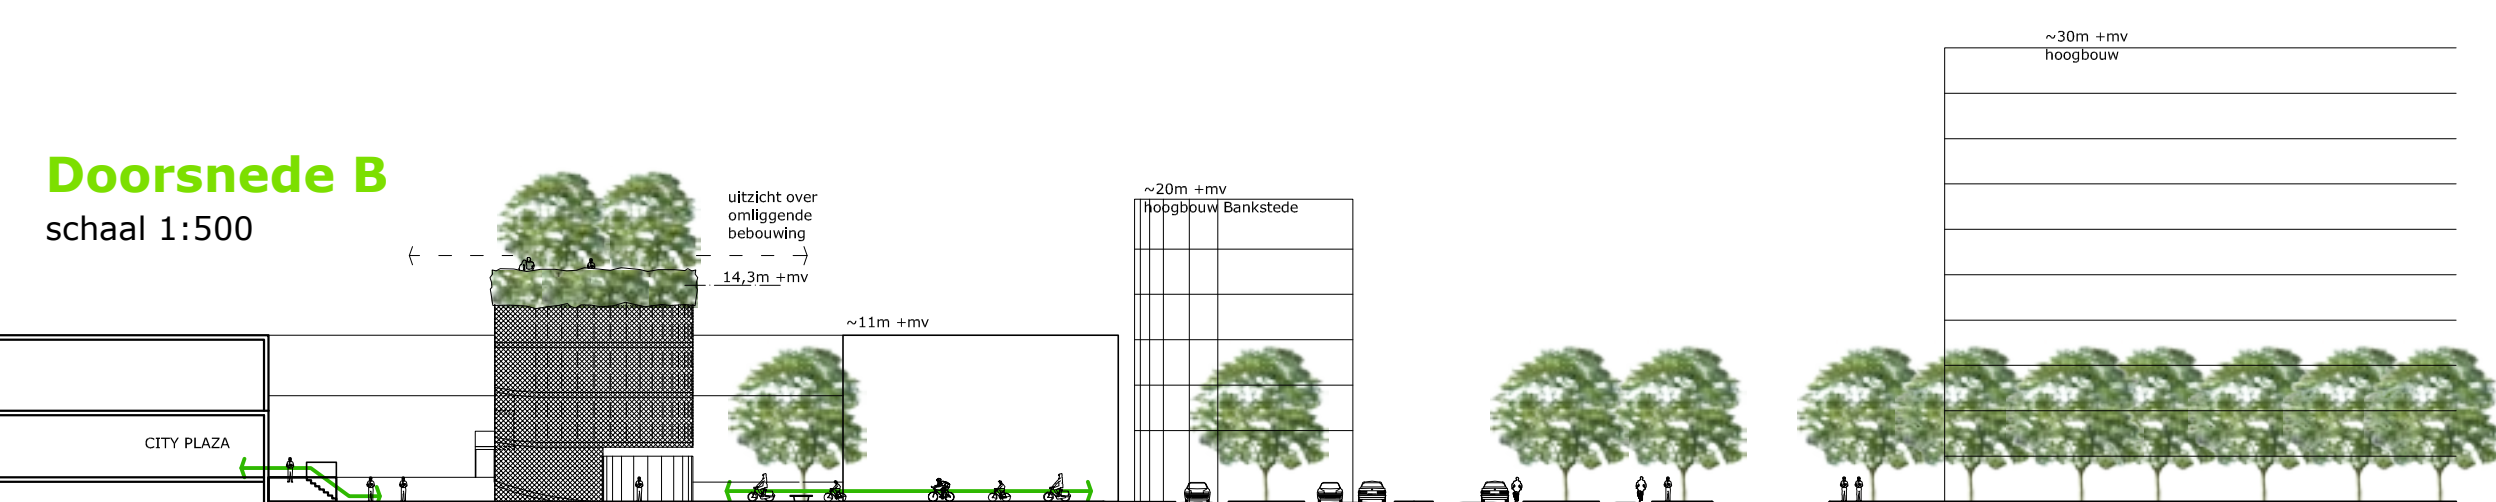 Doorsnede B
schaal 1:500
CITY PLAZA
uitzicht over
omliggende
bebouwing
14,3m +mv
~11m +mv
~20m +mv
hoogbouw Bankstede
~30m +mv
hoogbouw